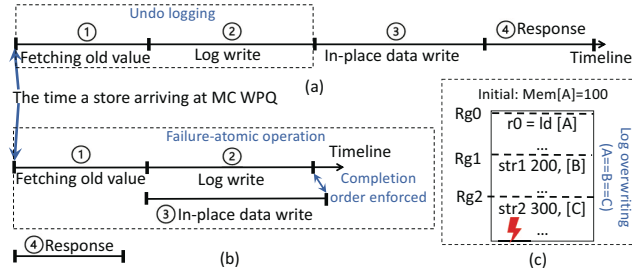 Undo logging
① ② ③ ④ Response
Fetching old value Log write In-place data write Timeline
(a)
The time a store arriving at MC WPQ
Failure-atomic operation
① ② Timeline
Fetching old value Log write Completion
order enforced
③ In-place data write
④ Response
(b)
Initial: Mem[A]=100
Rg0
r0 = ld [A]
...
Rg1
str1 200, [B]
...
Rg2
str2 300, [C]
...
Log overwriting
(A==B==C)
(c)